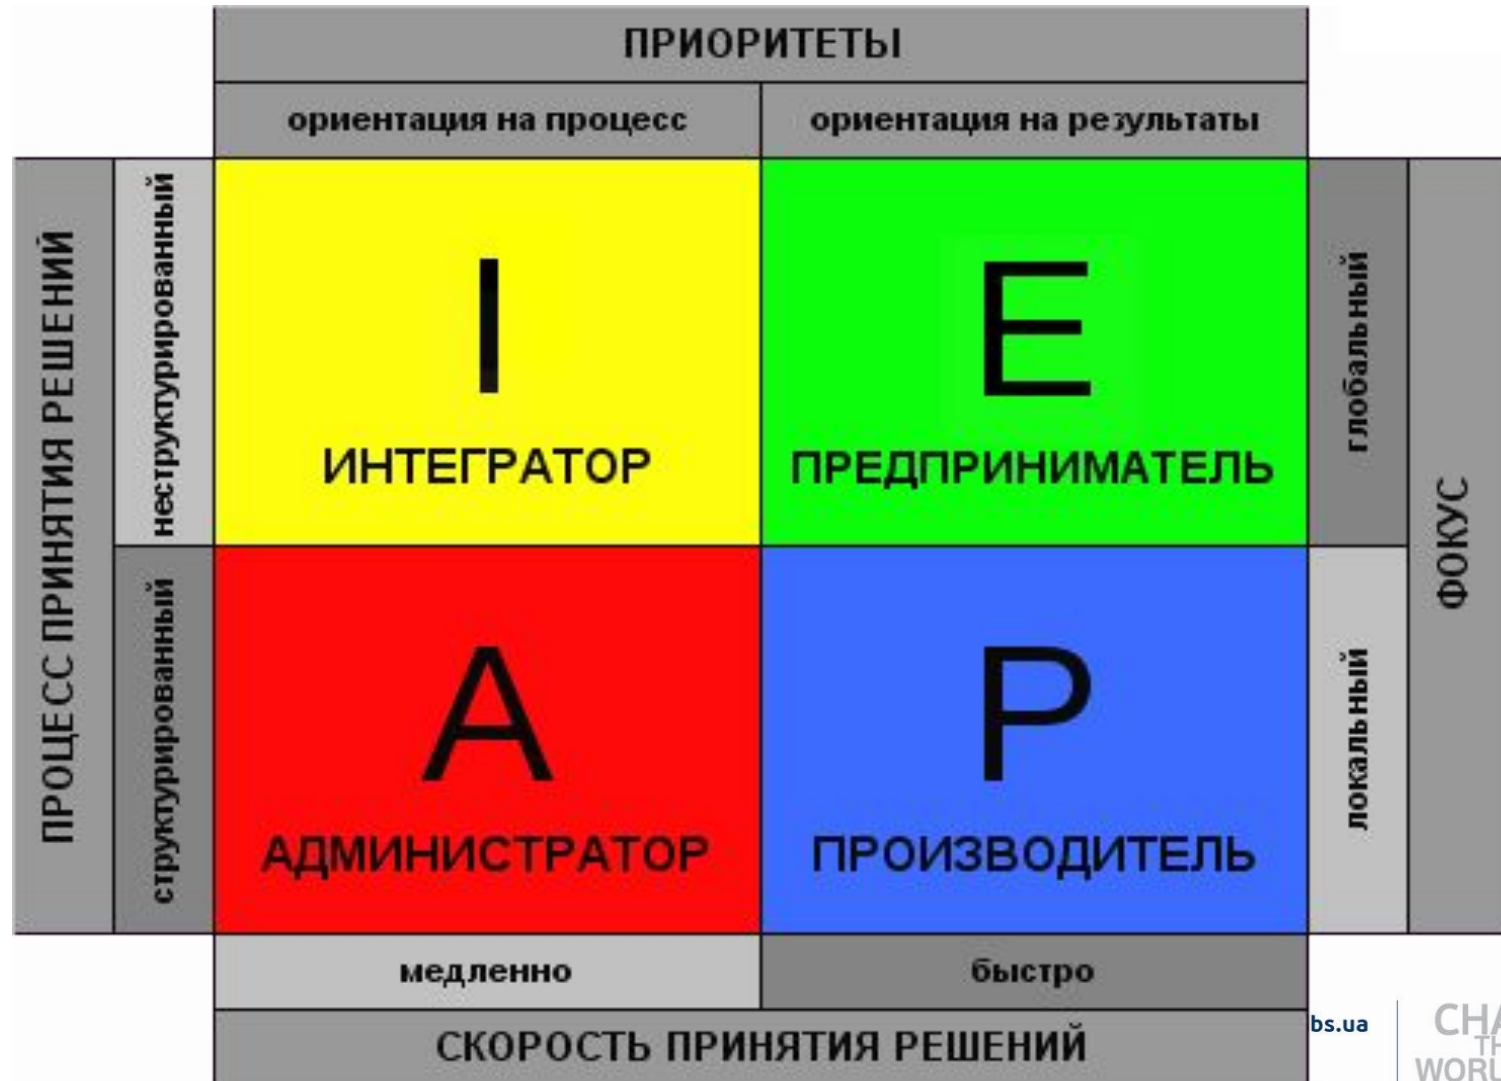 ПРИОРИТЕТЫ
ориентация на процесс
ориентация на результаты
ПРОЦЕСС ПРИНЯТИЯ РЕШЕНИЙ
неструктурированный
I
ИНТЕГРАТОР
E
ПРЕДПРИНИМАТЕЛЬ
глобальный
ФОКУС
структурированный
A
АДМИНИСТРАТОР
P
ПРОИЗВОДИТЕЛЬ
локальный
медленно
быстро
СКОРОСТЬ ПРИНЯТИЯ РЕШЕНИЙ
bs.ua